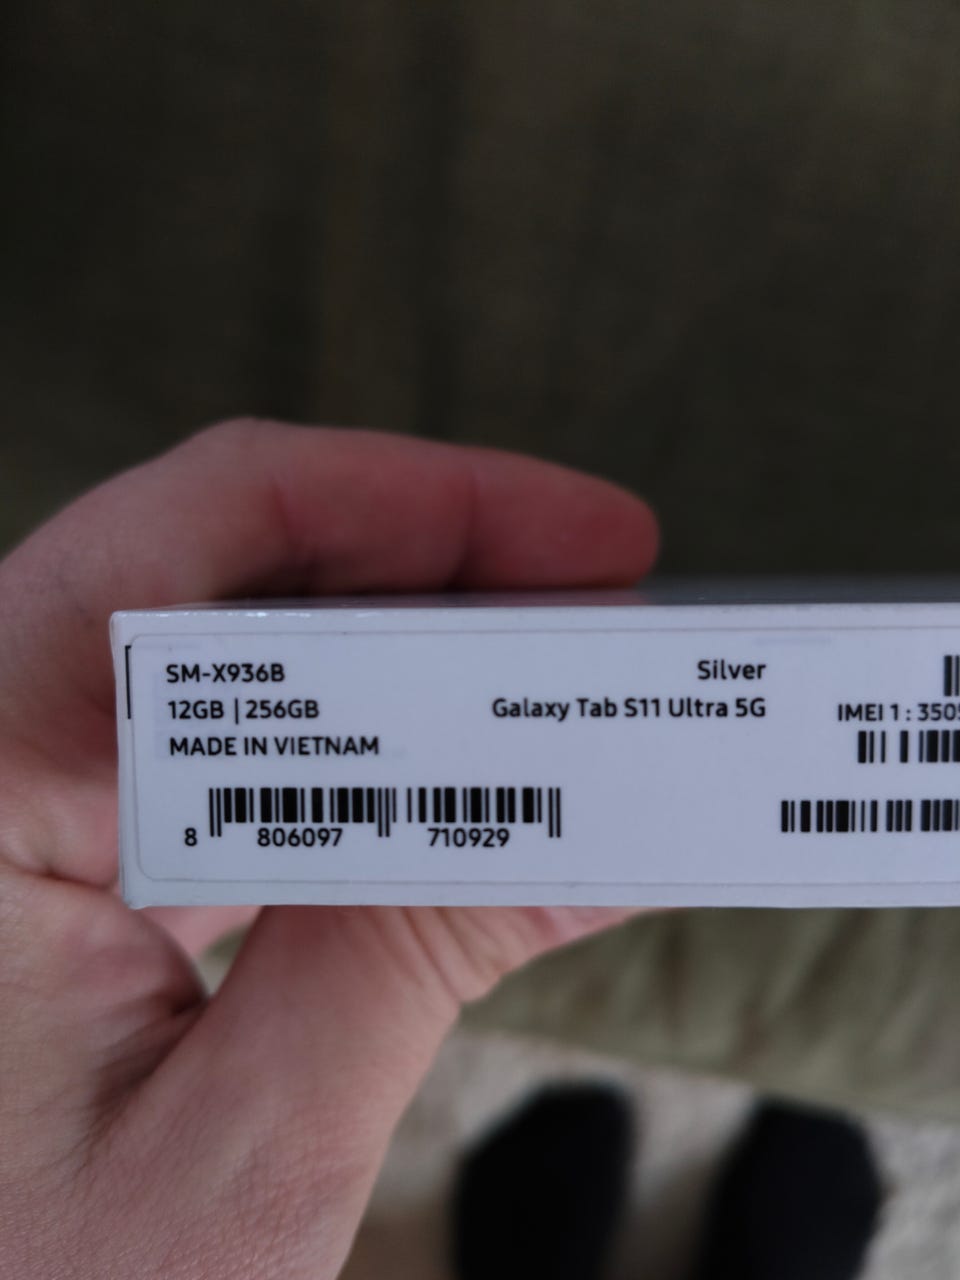 SM-X936B
12GB | 256GB
MADE IN VIETNAM
Silver
Galaxy Tab S11 Ultra 5G
IMEI 1 : 3505
8 806097 710929